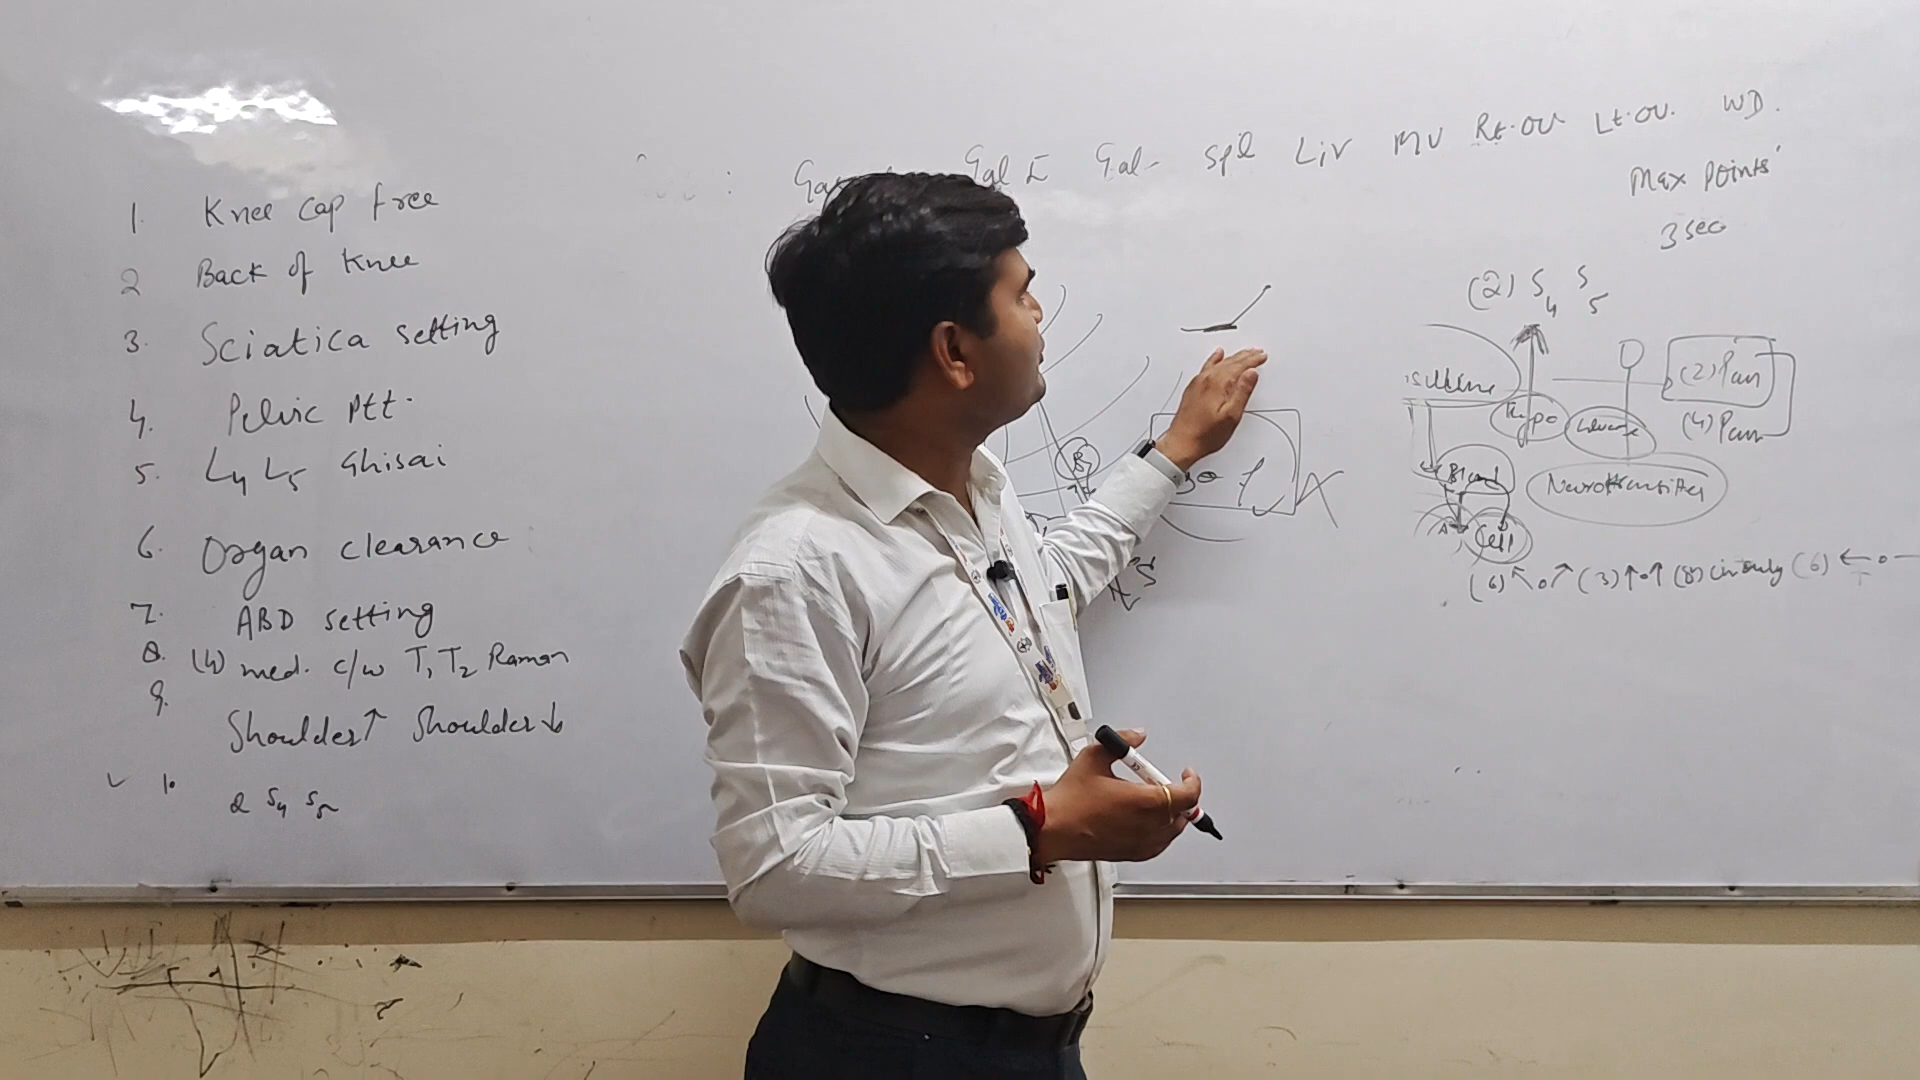 1. Knee cap free
2 Back of Knee
3. Sciatica setting
4. Pelvic Ptt.
5. L4 L5 Ghisai
6. Organ clearance
7. ABD setting
8. (4) med. c/w T1 T2 Raman
9. Shoulder↑ Shoulder↓
✓ 10 2 S4 S5
Gal I Gal- Spl Liv MU Rt.OV Lt.OV. WD.
Max Points
3 sec
(2) S4 S5
(2) Pan
Hypo
(4) Pan
Blood
Neurotransitter
Cell
(6) ↖ o ↗ (3) ↑ o ↑ (8) (6) ← o